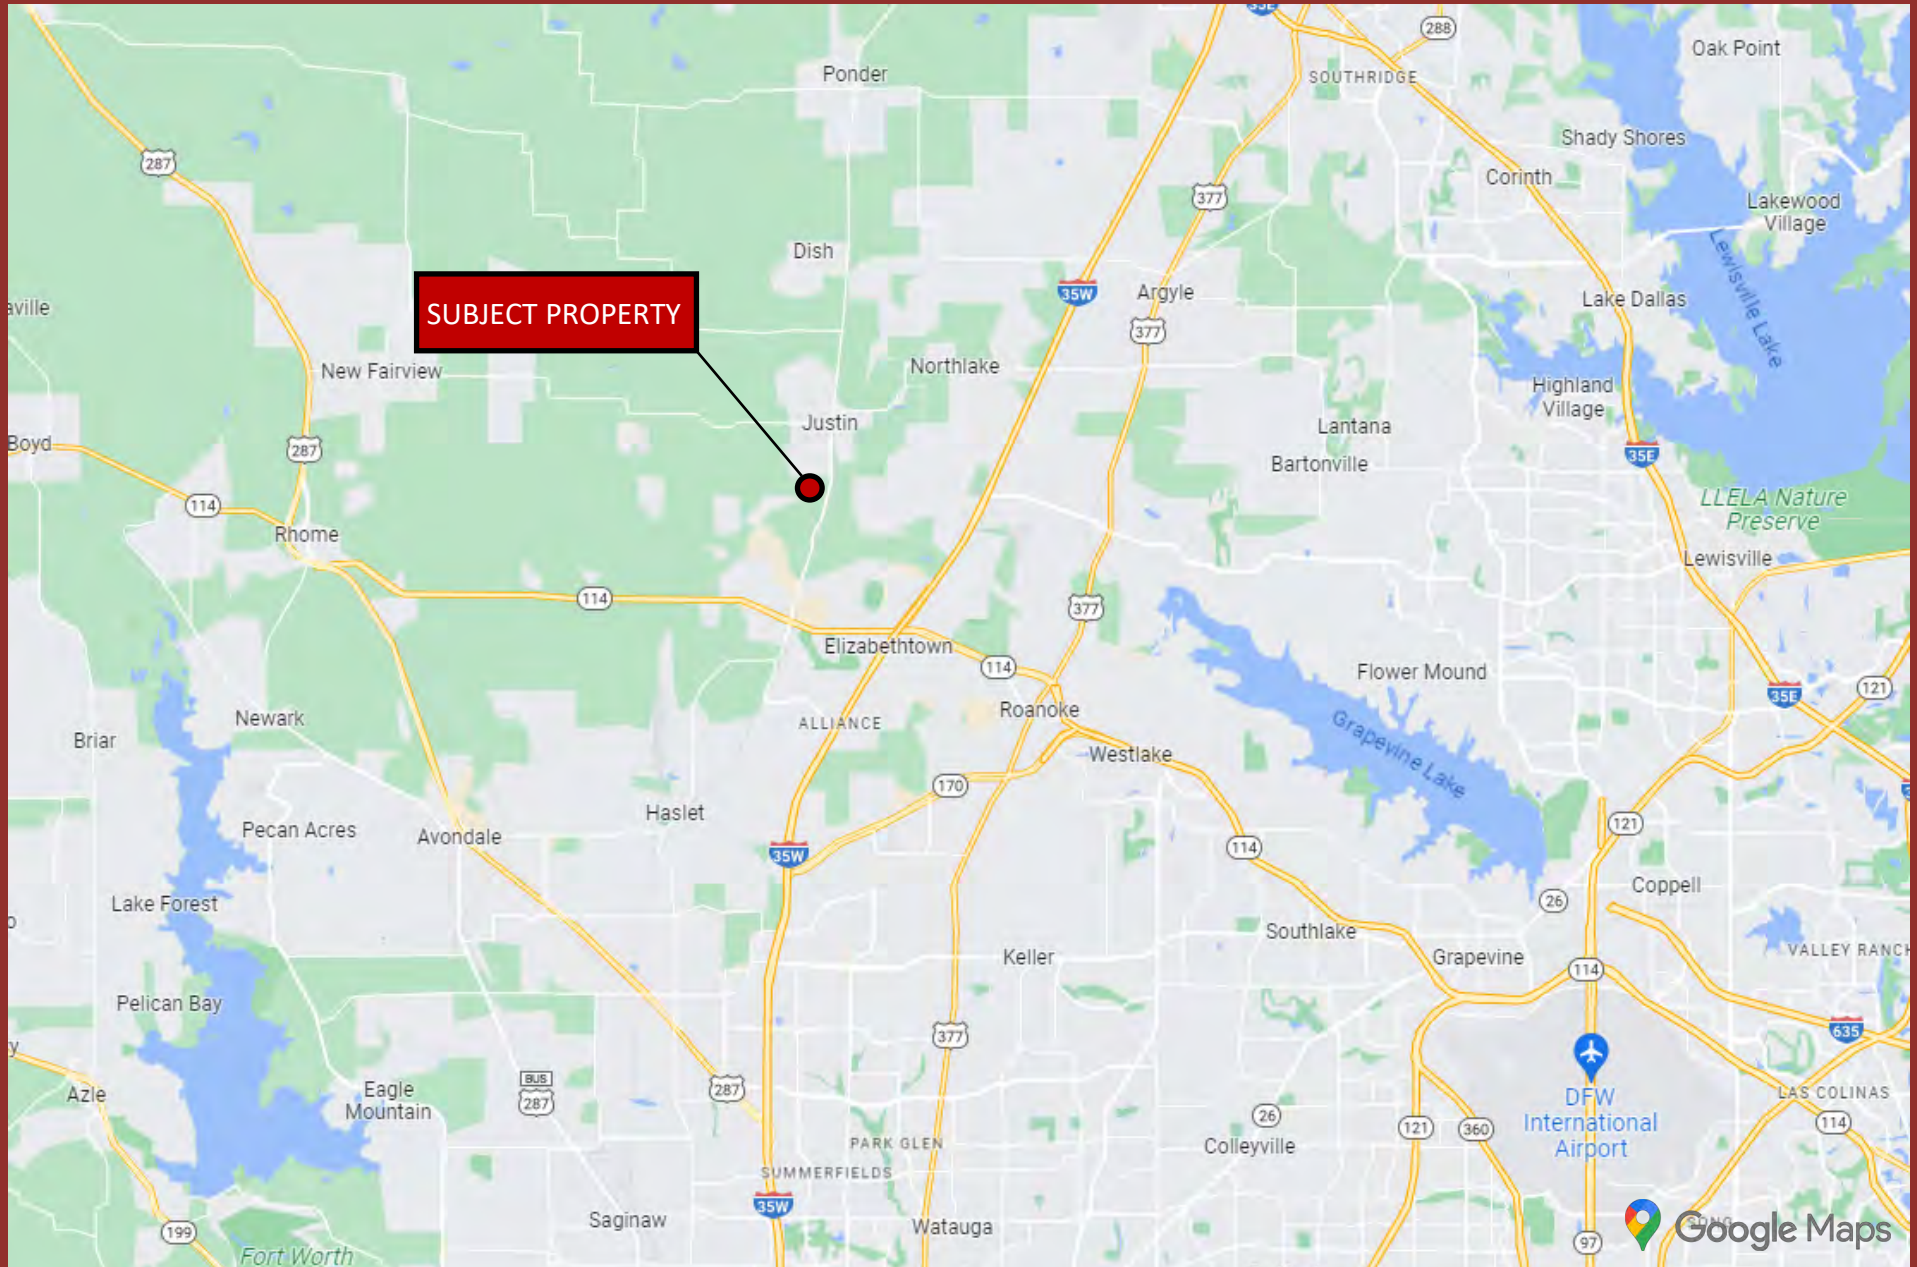 35E
288
Oak Point
SOUTHRIDGE
Ponder
Shady Shores
287
Corinth
377
Lakewood
Village
Dish
Lewisville Lake
35W
Argyle
Lake Dallas
SUBJECT PROPERTY
aville
377
New Fairview
Northlake
Highland
Village
Justin
Lantana
Boyd
287
Bartonville
35E
114
LLELA Nature
Preserve
Rhome
Lewisville
114
377
Elizabethtown
114
Flower Mound
35E
121
Newark
ALLIANCE
Roanoke
Briar
Grapevine Lake
Westlake
170
Haslet
121
Pecan Acres
Avondale
114
35W
Coppell
Lake Forest
26
Southlake
VALLEY RANCH
Keller
Grapevine
114
Pelican Bay
377
635
Azle
Eagle
Mountain
BUS
287
287
DFW
International
Airport
LAS COLINAS
26
121
360
114
PARK GLEN
Colleyville
SUMMERFIELDS
35W
Saginaw
Watauga
199
97
Google Maps
Fort Worth